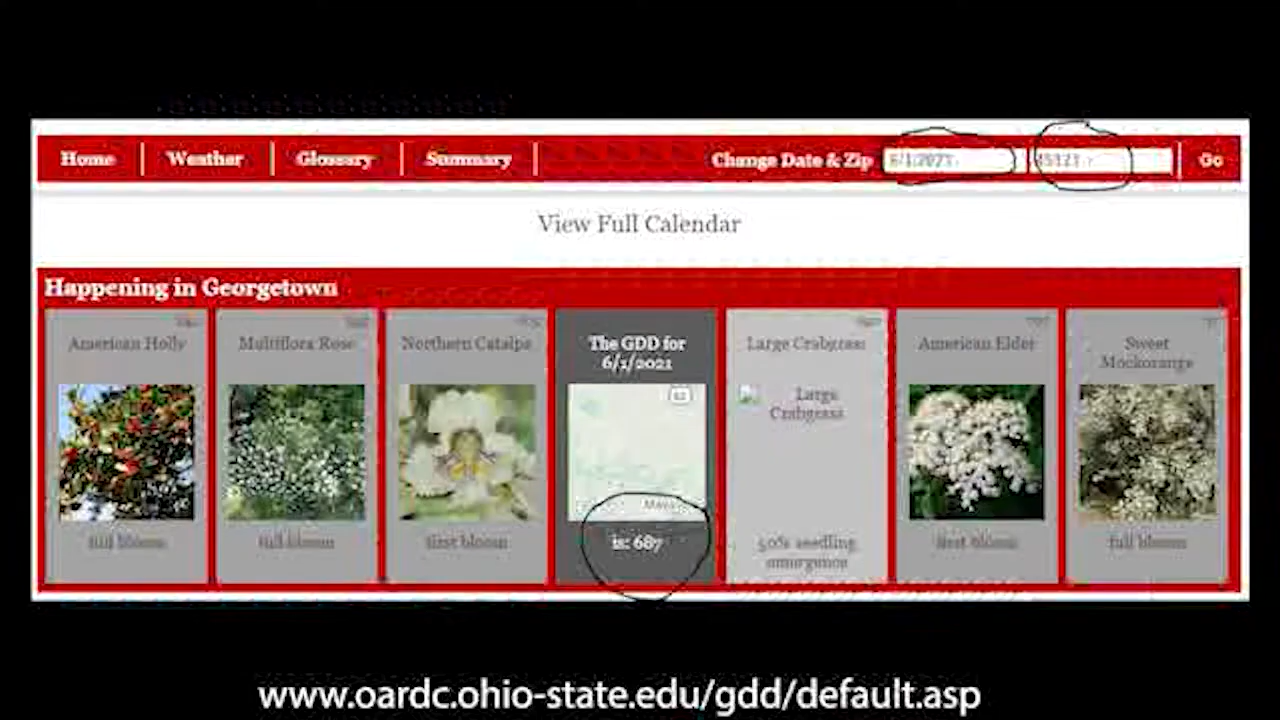 Home Weather Glossary Summary Change Date & Zip Go
View Full Calendar
Happening in Georgetown
American Holly
full bloom
Multiflora Rose
full bloom
Northern Catalpa
first bloom
The GDD for
6/1/2021
is: 687
Large Crabgrass
Large
Crabgrass
50% seedling
emergence
American Elder
first bloom
Sweet
Mockorange
full bloom
www.oardc.ohio-state.edu/gdd/default.asp